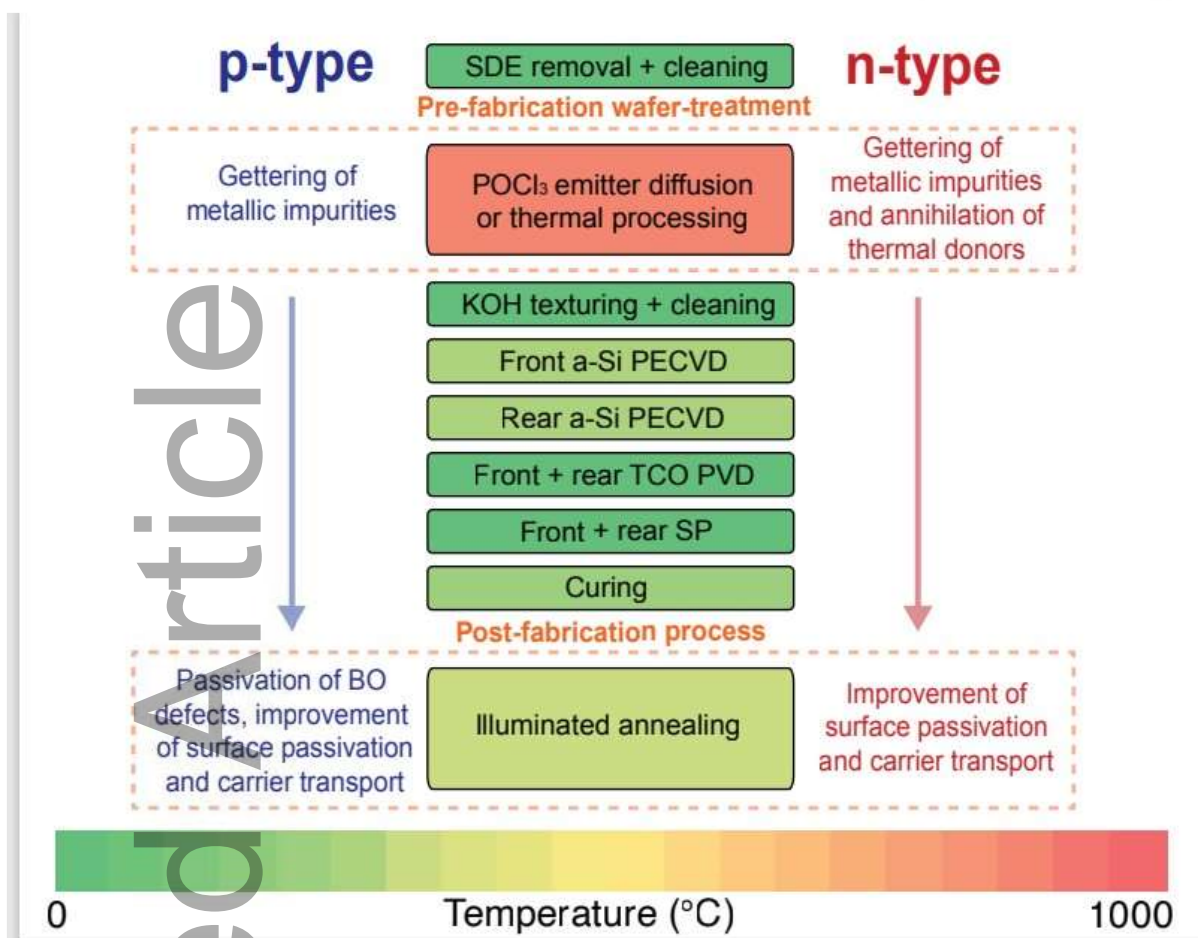 p-type
SDE removal + cleaning
n-type
Pre-fabrication wafer-treatment
Gettering of
metallic impurities
POCl₃ emitter diffusion
or thermal processing
Gettering of
metallic impurities
and annihilation of
thermal donors
KOH texturing + cleaning
Front a-Si PECVD
Rear a-Si PECVD
Front + rear TCO PVD
Front + rear SP
Curing
Post-fabrication process
Passivation of BO
defects, improvement
of surface passivation
and carrier transport
Illuminated annealing
Improvement of
surface passivation
and carrier transport
0
Temperature (°C)
1000
ed Article